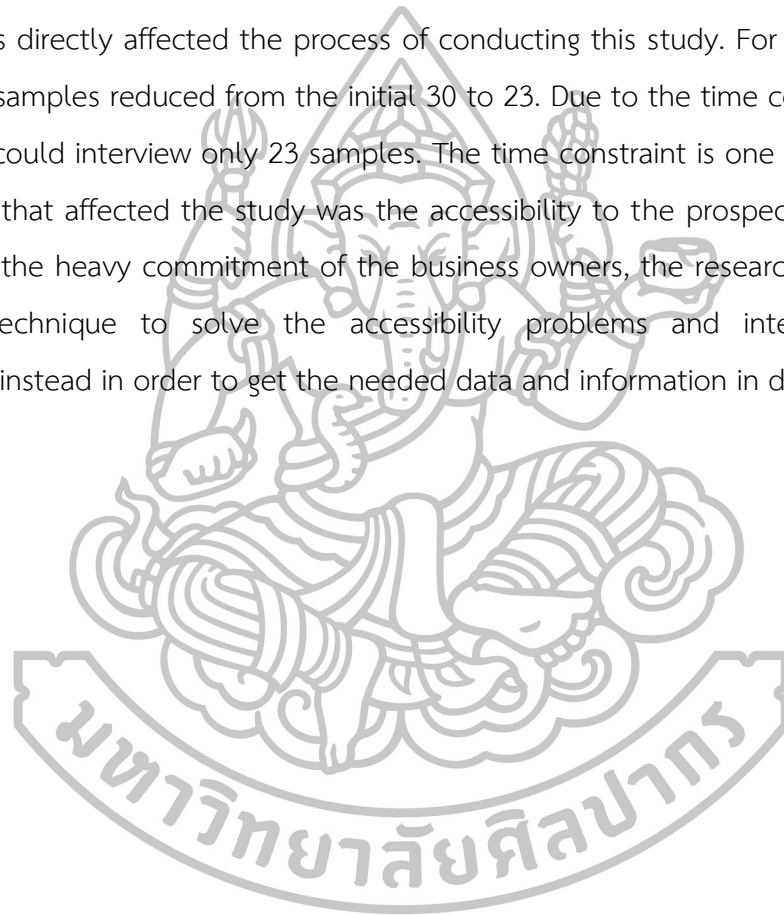 s directly affected the process of conducting this study. For
samples reduced from the initial 30 to 23. Due to the time c
could interview only 23 samples. The time constraint is one
that affected the study was the accessibility to the prospec
the heavy commitment of the business owners, the researc
echnique to solve the accessibility problems and inte
instead in order to get the needed data and information in d
มหาวิทยาลัยศิลปากร